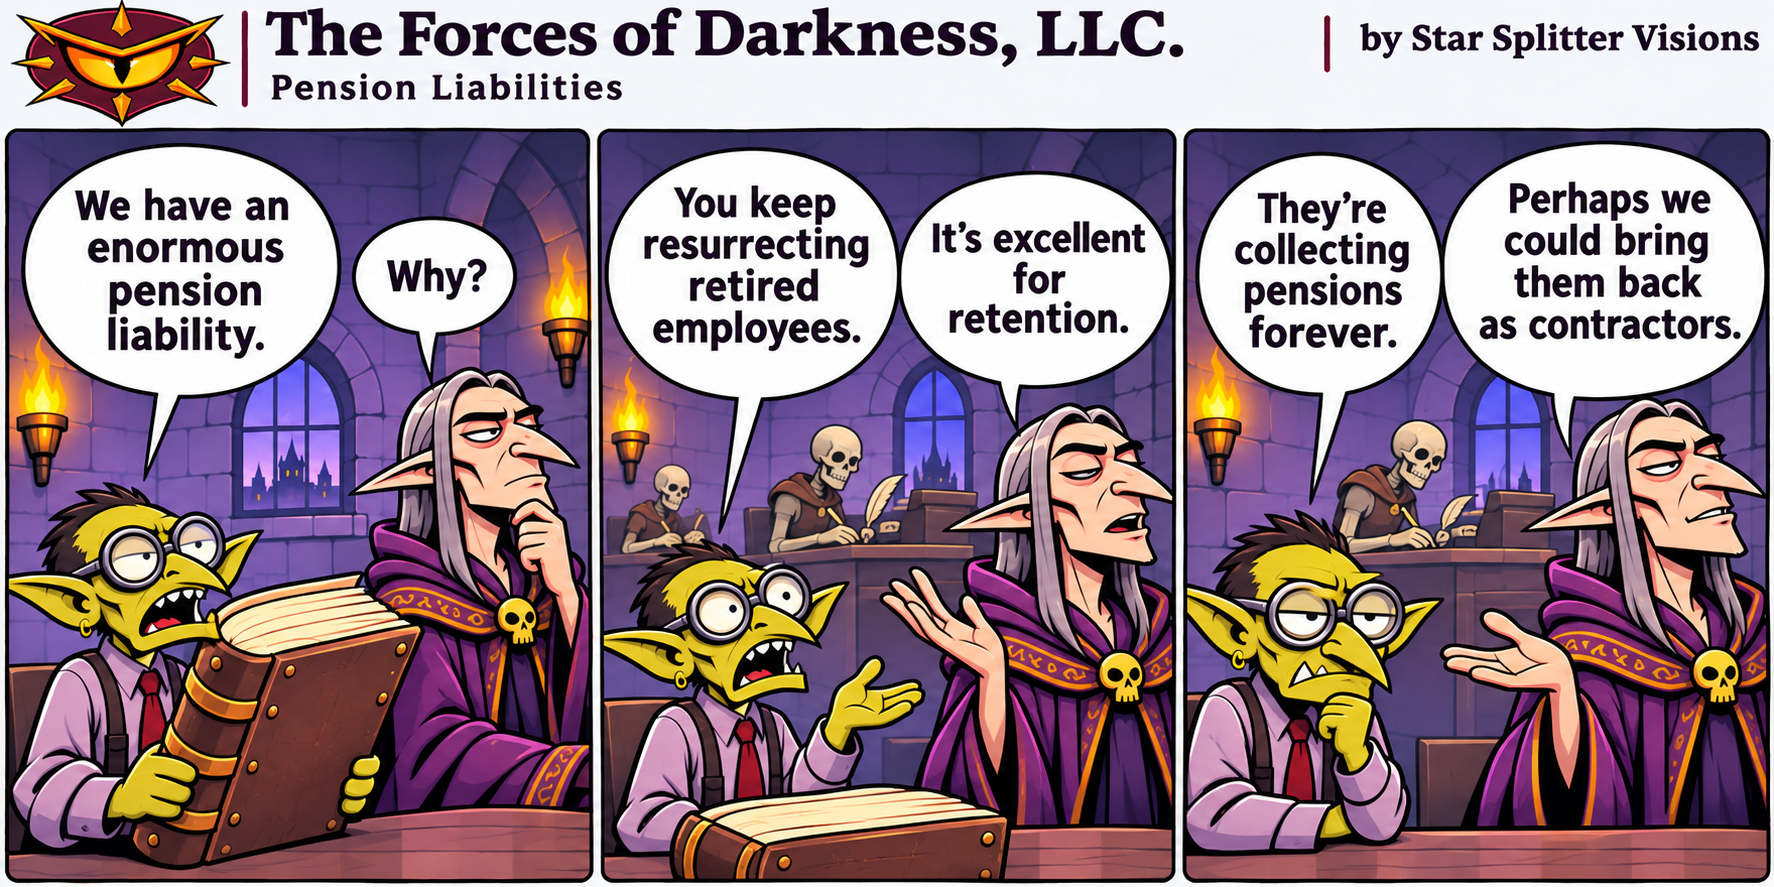 The Forces of Darkness, LLC.
Pension Liabilities
by Star Splitter Visions
We have an
enormous
pension
liability.
Why?
You keep
resurrecting
retired
employees.
It's excellent
for
retention.
They're
collecting
pensions
forever.
Perhaps we
could bring
them back
as contractors.